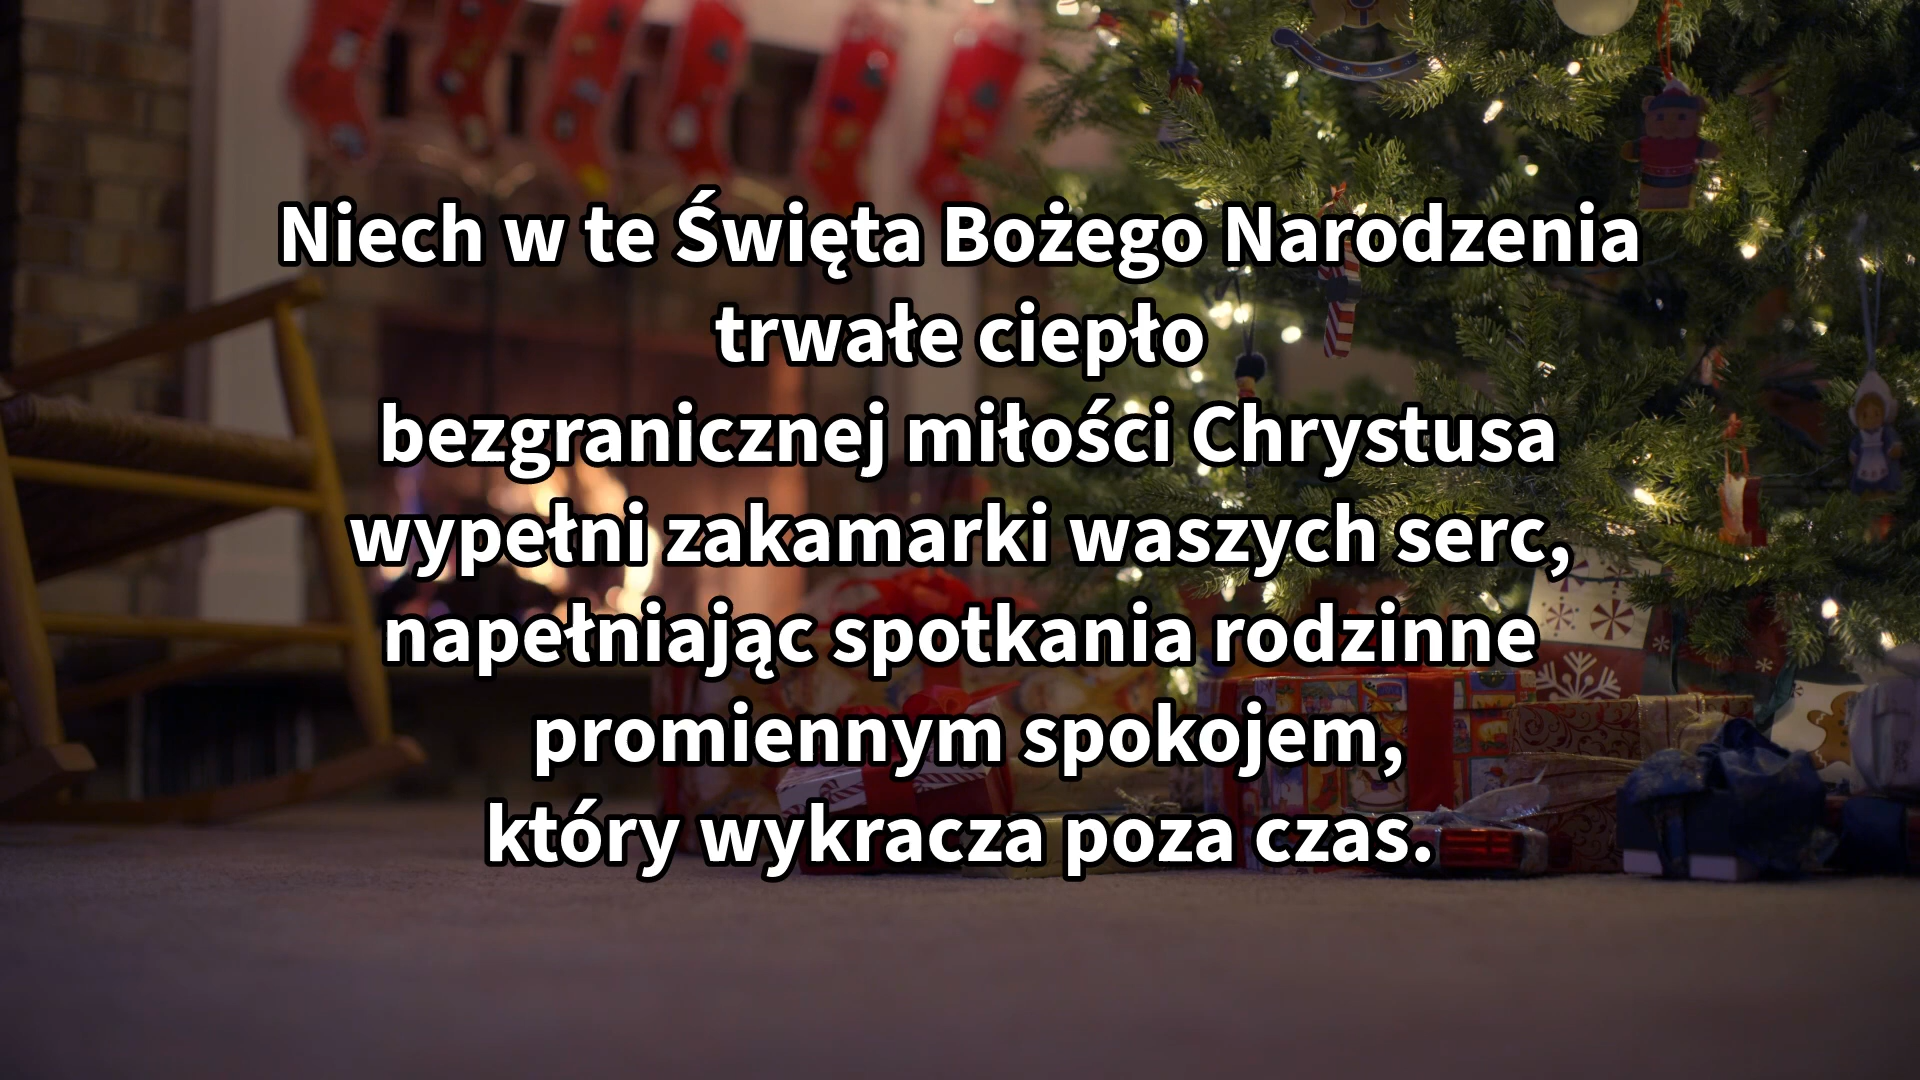 Niech w te Święta Bożego Narodzenia
trwałe ciepło
bezgranicznej miłości Chrystusa
wypełni zakamarki waszych serc,
napełniając spotkania rodzinne
promiennym spokojem,
który wykracza poza czas.